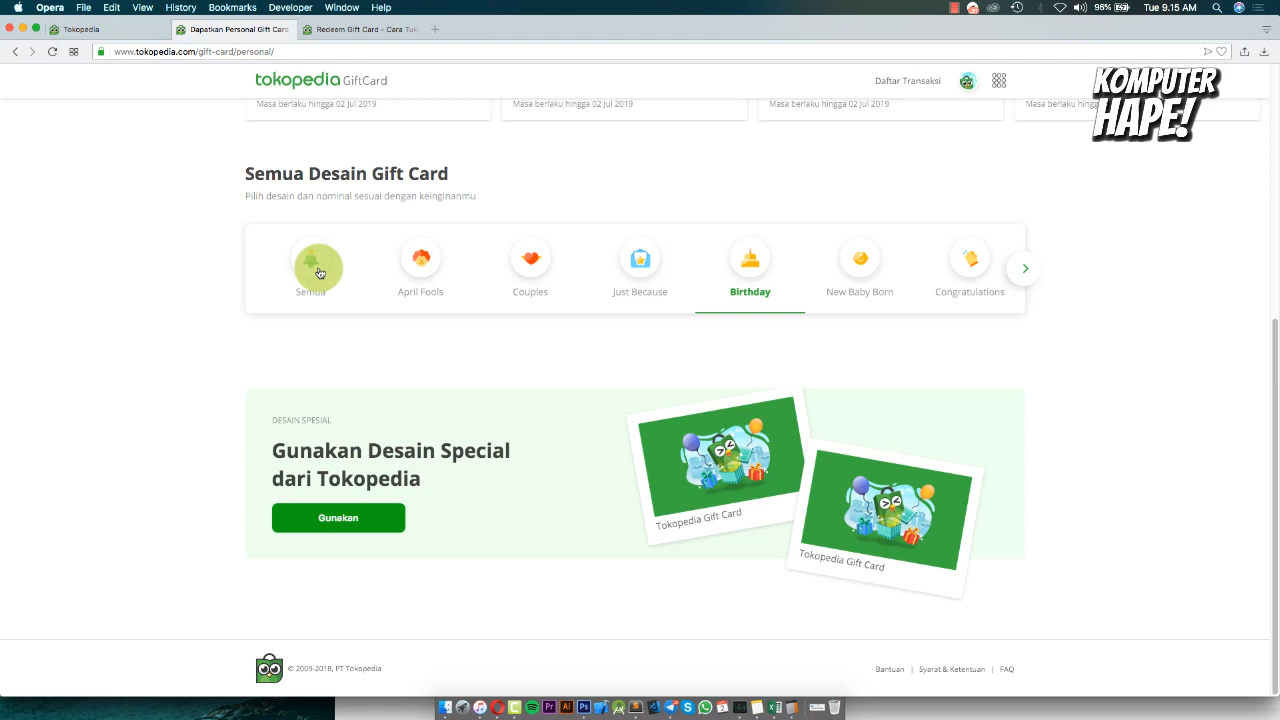 Opera File Edit View History Bookmarks Developer Window Help 98% Tue 9.15 AM
Tokopedia Dapatkan Personal Gift Card Redeem Gift Card - Cara Tuk
www.tokopedia.com/gift-card/personal/
tokopedia GiftCard Daftar Transaksi
KOMPUTER
HAPE!
Masa berlaku hingga 02 Jul 2019 Masa berlaku hingga 02 Jul 2019 Masa berlaku hingga 02 Jul 2019 Masa berlaku hingga
Semua Desain Gift Card
Pilih desain dan nominal sesuai dengan keinginanmu
Semua April Fools Couples Just Because Birthday New Baby Born Congratulations
DESAIN SPESIAL
Gunakan Desain Special
dari Tokopedia
Gunakan
Tokopedia Gift Card
Tokopedia Gift Card
© 2009-2018, PT Tokopedia Bantuan | Syarat & Ketentuan | FAQ